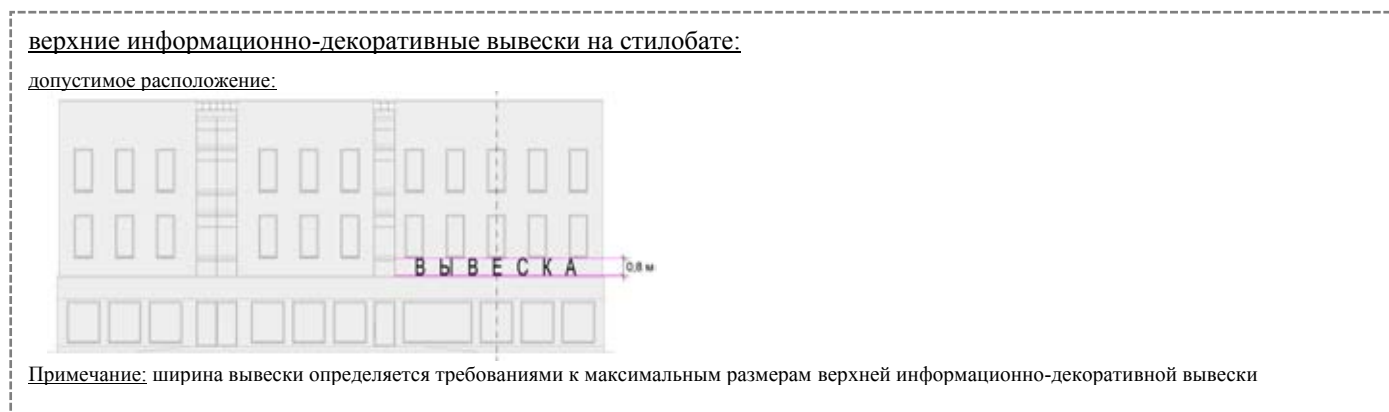 верхние информационно-декоративные вывески на стилобате:
допустимое расположение:
В Ы В Е С К А
0,8 м
Примечание: ширина вывески определяется требованиями к максимальным размерам верхней информационно-декоративной вывески